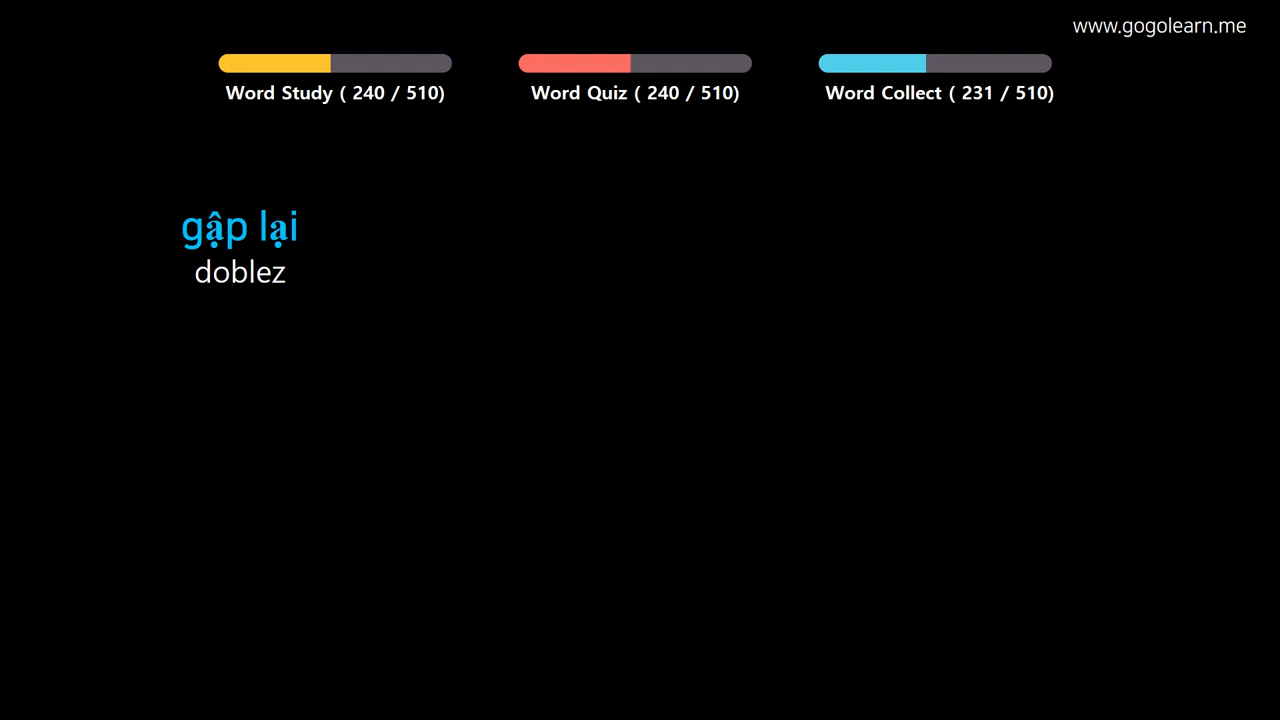 www.gogolearn.me
Word Study ( 240 / 510)
Word Quiz ( 240 / 510)
Word Collect ( 231 / 510)
gập lại
doblez